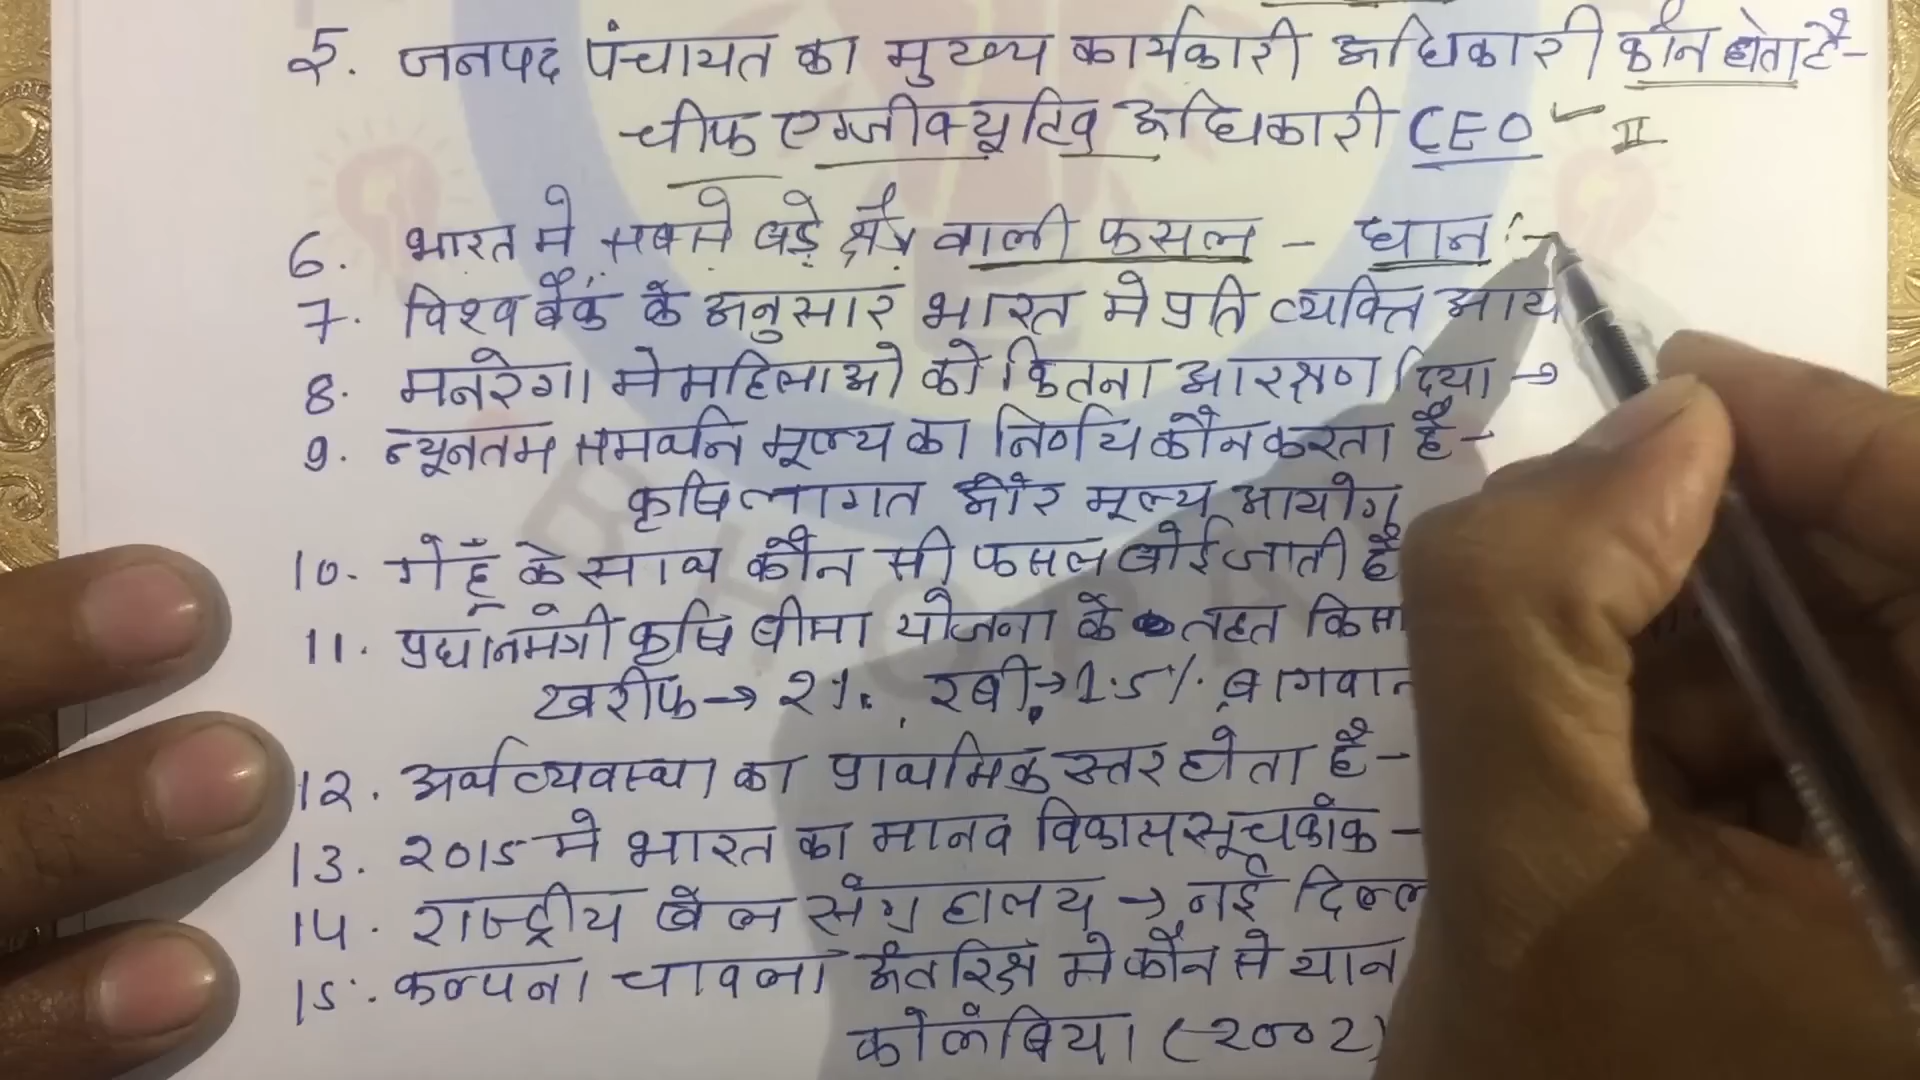 5. जनपद पंचायत का मुख्य कार्यकारी अधिकारी कौन होता है-
चीफ एग्जीक्यूटिव अधिकारी CEO II
6. भारत मे सबसे बड़े क्षेत्र वाली फसल - धान :-
7. विश्व बैंक के अनुसार भारत मे प्रति व्यक्ति आय
8. मनरेगा मे महिलाओ को कितना आरक्षण दिया →
9. न्यूनतम समर्थन मूल्य का निर्णय कौन करता है-
कृषि लागत और मूल्य आयोग
10. गेहूँ के साथ कौन सी फसल बोई जाती है
11. प्रधानमंत्री कृषि बीमा योजना के तहत
खरीफ → 2%. , रबी → 1.5%. बागवान
12. अर्थव्यवस्था का प्राथमिक स्तर होता है-
13. 2015 मे भारत का मानव विकास सूचकांक -
14. राष्ट्रीय खेल संग्रहालय → नई
15. कल्पना चावला अंतरिक्ष मे कौन से यान
कोलंबिया (-2002)
BHOPA